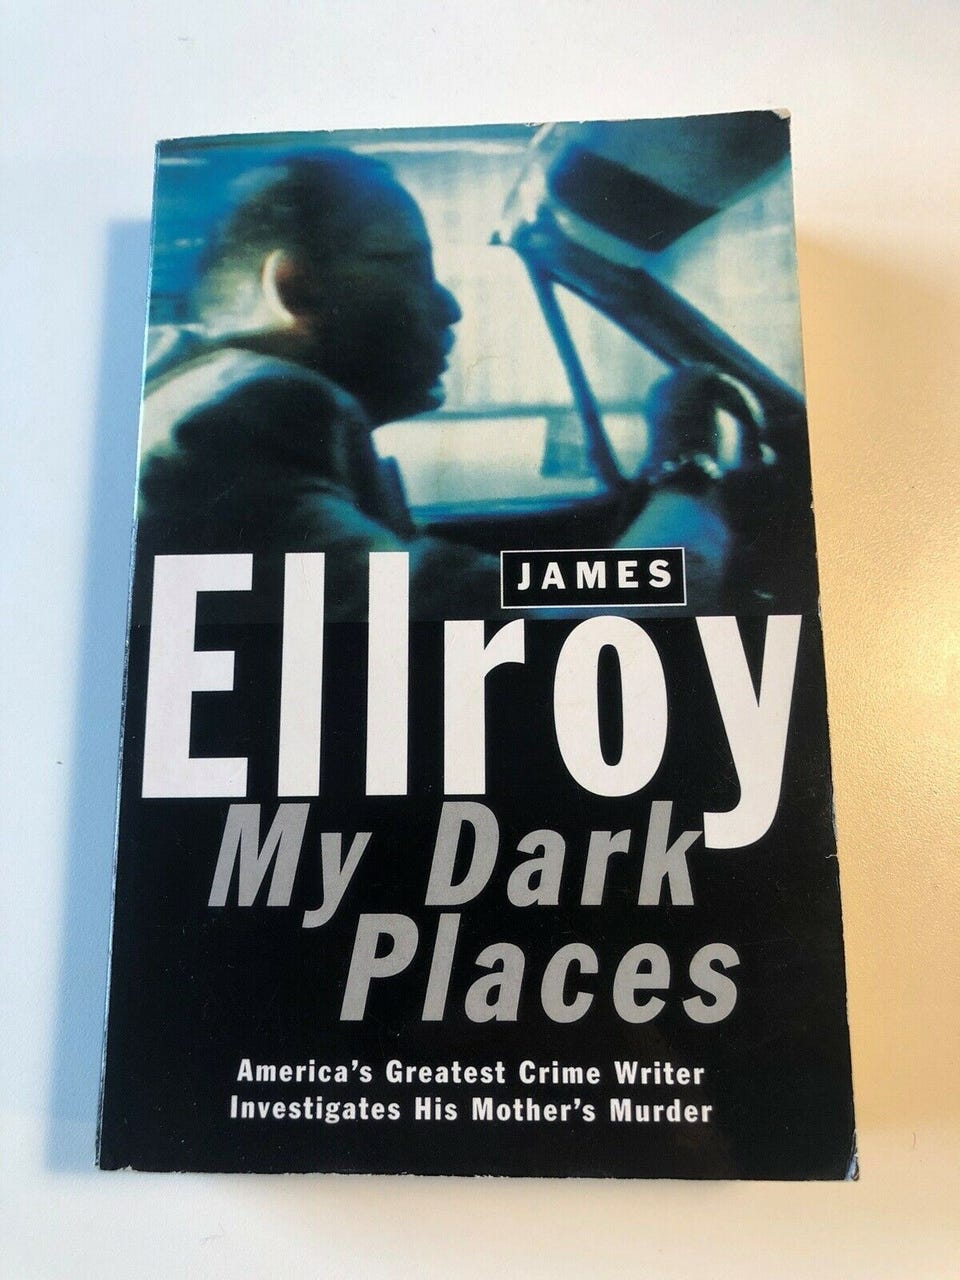 JAMES
Ellroy
My Dark
Places
America's Greatest Crime Writer
Investigates His Mother's Murder